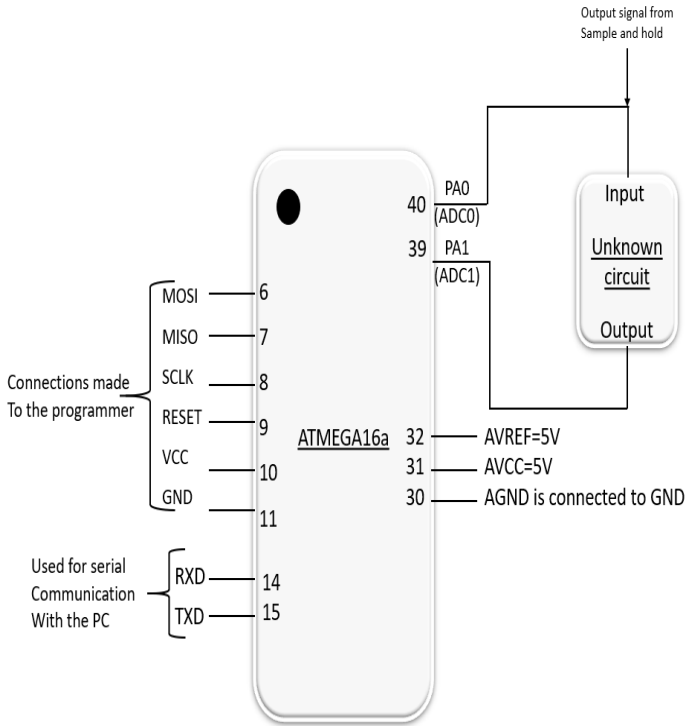 Output signal from
Sample and hold
40 PA0
(ADC0)
39 PA1
(ADC1)
Input
Unknown
circuit
Output
MOSI 6
MISO 7
SCLK 8
RESET 9
VCC 10
GND 11
Connections made
To the programmer
ATMEGA16a
32 AVREF=5V
31 AVCC=5V
30 AGND is connected to GND
Used for serial
Communication
With the PC
RXD 14
TXD 15